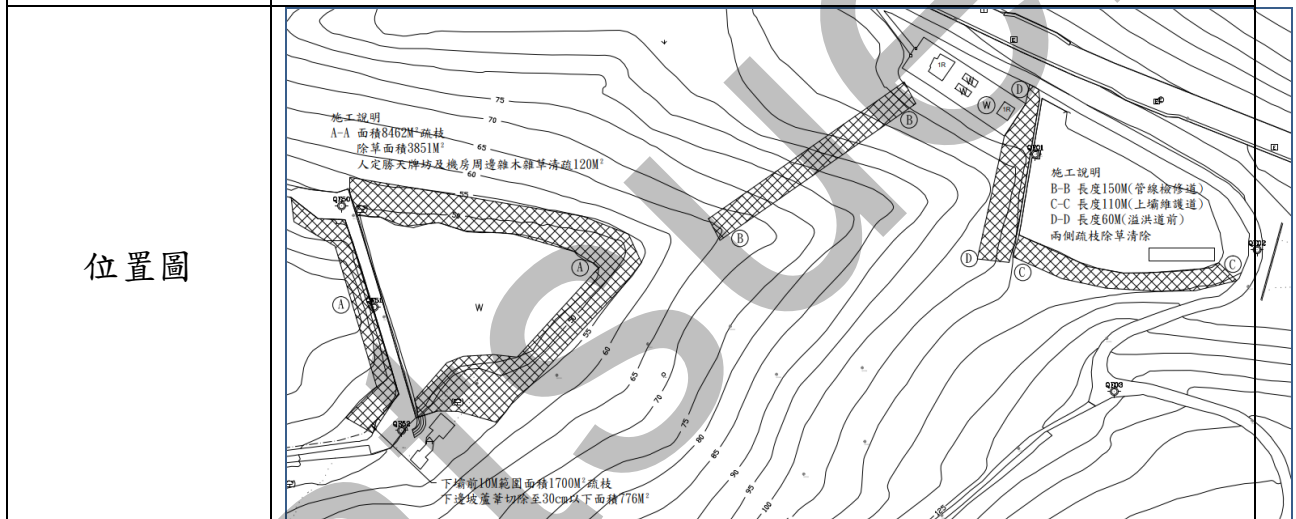 位置圖
施工說明
A-A 面積8462M²疏枝
除草面積3851M²
人定勝天牌坊及機房周邊雜木雜草清疏120M²
施工說明
B-B 長度150M(管線檢修道)
C-C 長度110M(上壩維護道)
D-D 長度60M(溢洪道前)
兩側疏枝除草清除
下壩前10M範圍面積1700M²疏枝
下邊坡蘆葦切除至30cm以下面積776M²
75
70
65
60
55
50
A
A
W
B
B
1R
W
1R
D
D
C
C
50
55
60
65
70
75
80
85
90
95
100
125